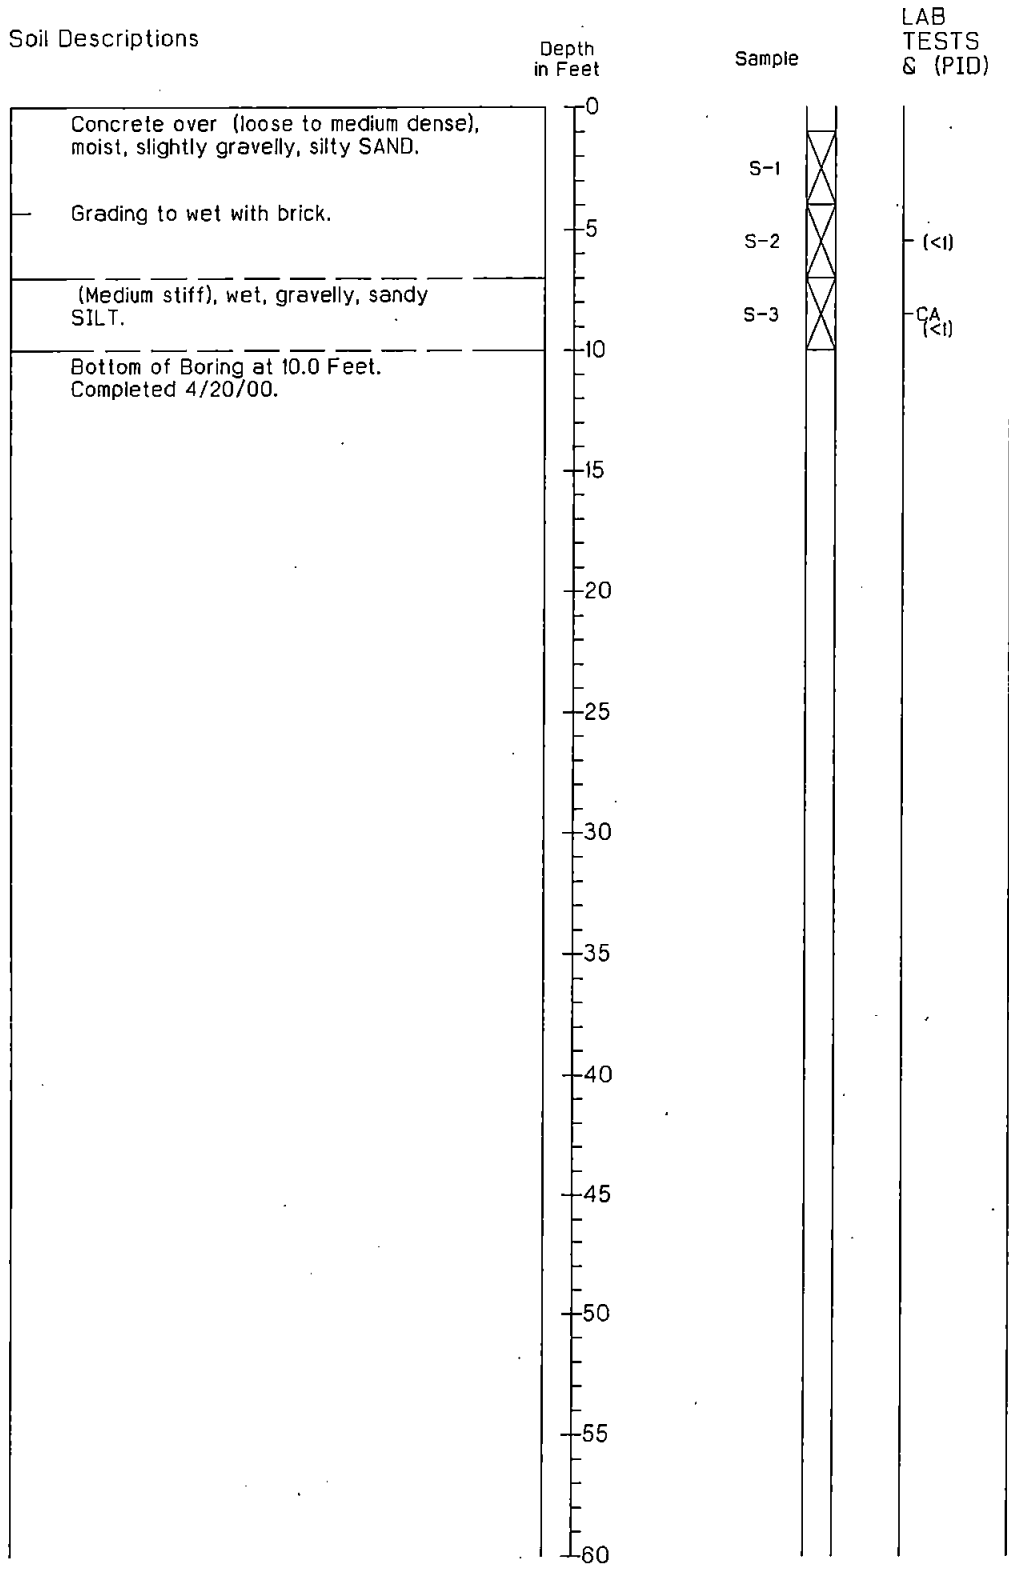 Soil Descriptions
Depth
in Feet
Sample
LAB
TESTS
& (PID)
Concrete over (loose to medium dense),
moist, slightly gravelly, silty SAND.
Grading to wet with brick.
(Medium stiff), wet, gravelly, sandy
SILT.
Bottom of Boring at 10.0 Feet.
Completed 4/20/00.
0
5
10
15
20
25
30
35
40
45
50
55
60
S-1
S-2
S-3
(<1)
CA
(<1)